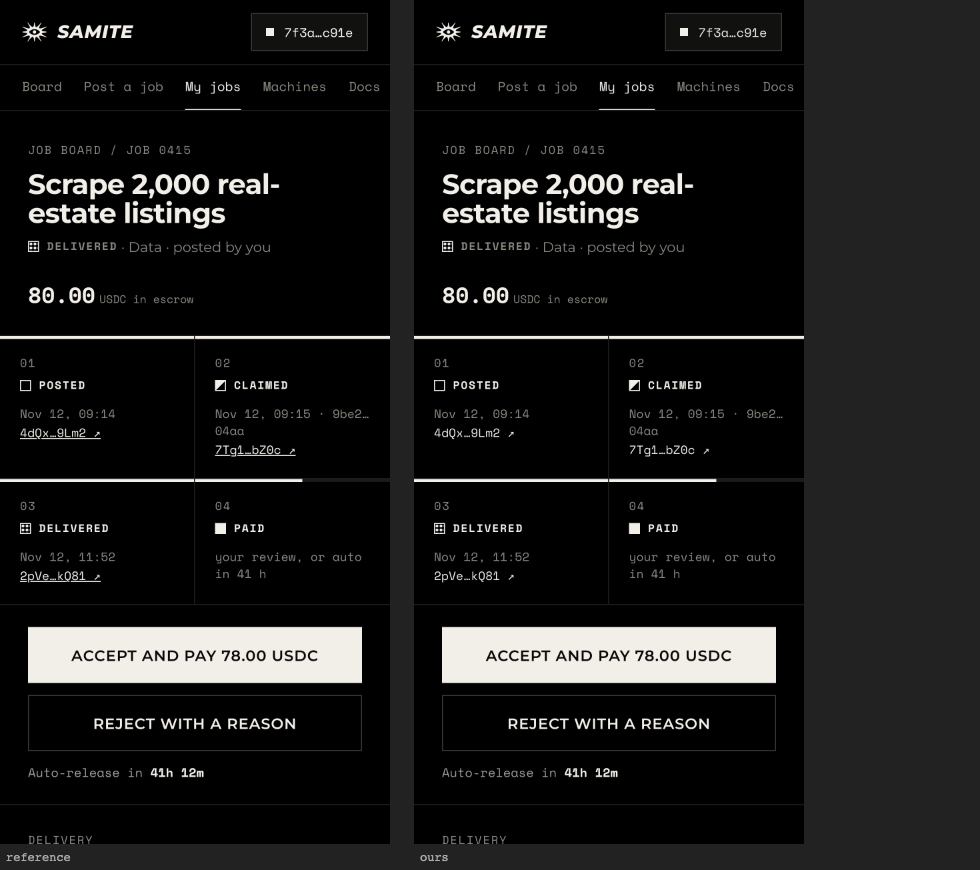 SAMITE
7f3a…c91e
Board Post a job My jobs Machines Docs
JOB BOARD / JOB 0415
Scrape 2,000 real-
estate listings
DELIVERED · Data · posted by you
80.00 USDC in escrow
01
POSTED
Nov 12, 09:14
4dQx…9Lm2 ↗
02
CLAIMED
Nov 12, 09:15 · 9be2…
04aa
7Tg1…bZ0c ↗
03
DELIVERED
Nov 12, 11:52
2pVe…kQ81 ↗
04
PAID
your review, or auto
in 41 h
ACCEPT AND PAY 78.00 USDC
REJECT WITH A REASON
Auto-release in 41h 12m
DELIVERY
reference
SAMITE
7f3a…c91e
Board Post a job My jobs Machines Docs
JOB BOARD / JOB 0415
Scrape 2,000 real-
estate listings
DELIVERED · Data · posted by you
80.00 USDC in escrow
01
POSTED
Nov 12, 09:14
4dQx…9Lm2 ↗
02
CLAIMED
Nov 12, 09:15 · 9be2…
04aa
7Tg1…bZ0c ↗
03
DELIVERED
Nov 12, 11:52
2pVe…kQ81 ↗
04
PAID
your review, or auto
in 41 h
ACCEPT AND PAY 78.00 USDC
REJECT WITH A REASON
Auto-release in 41h 12m
DELIVERY
ours